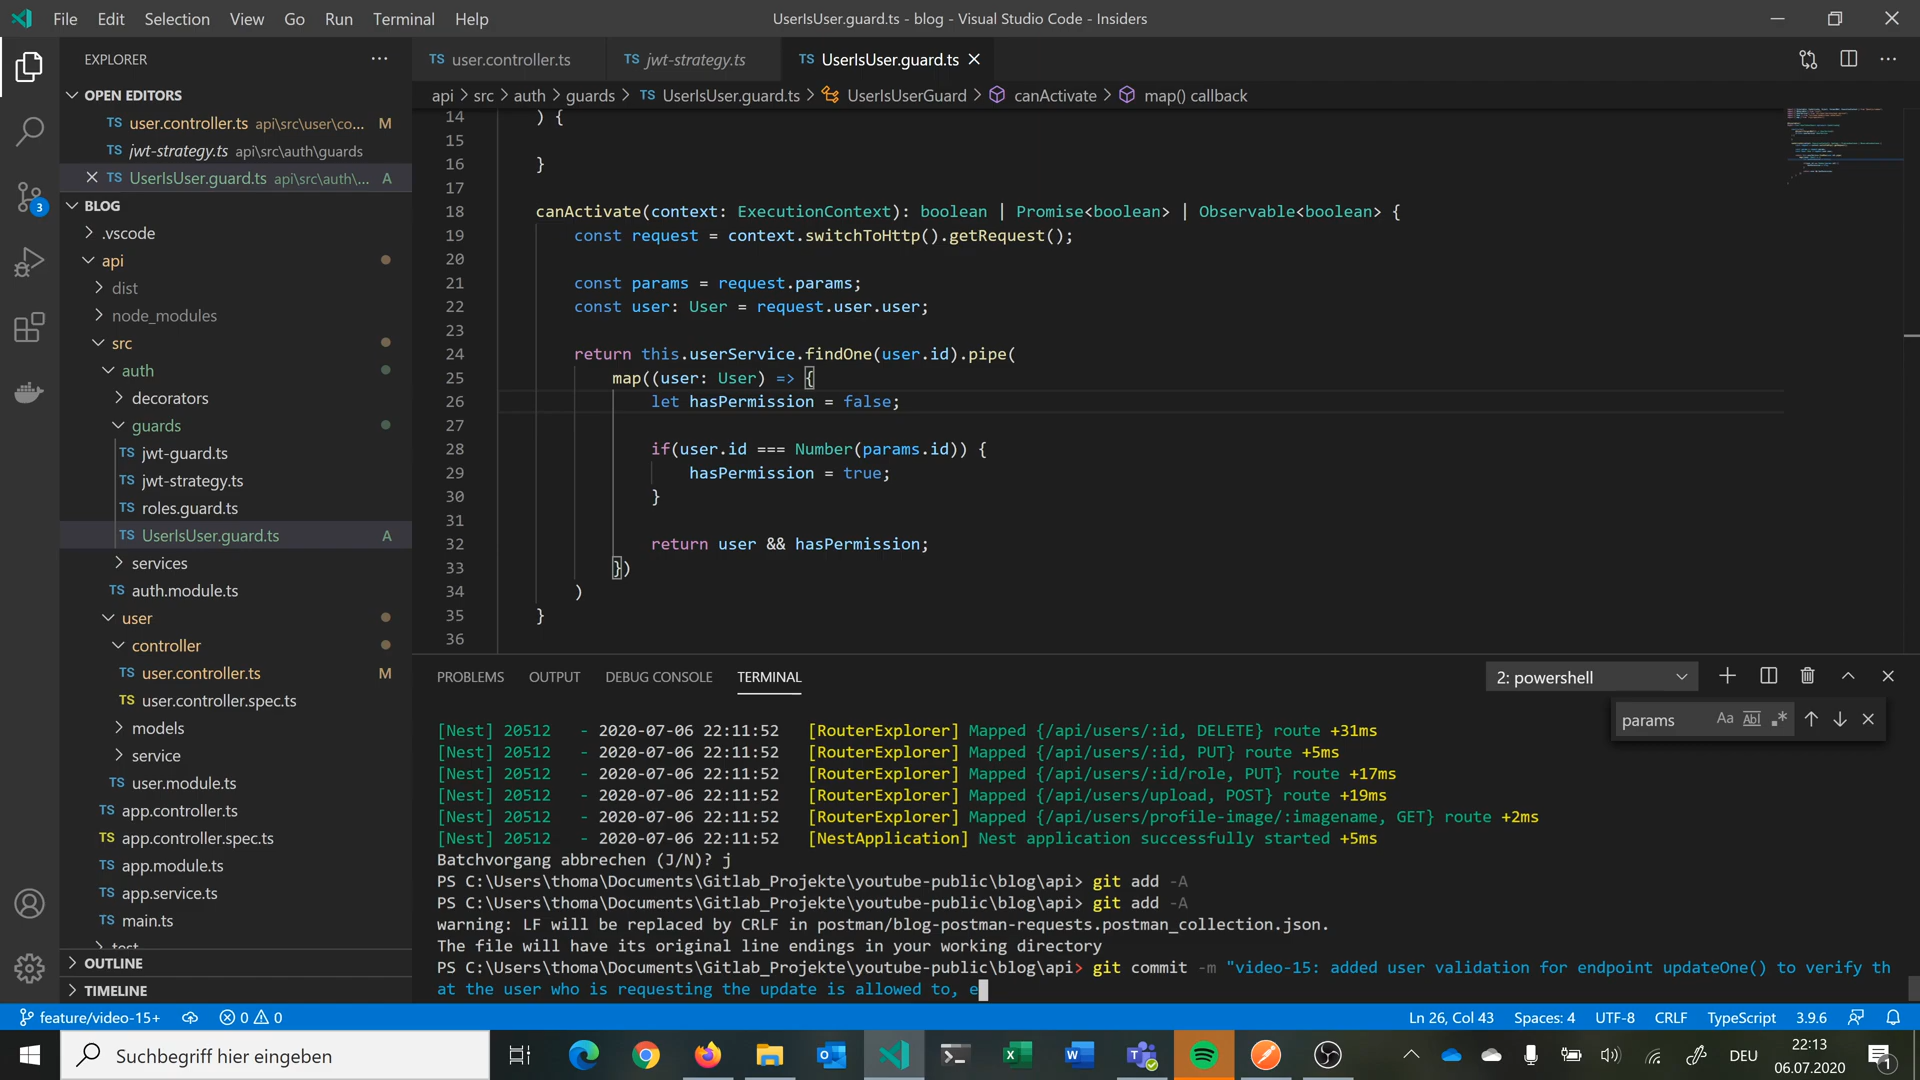 File Edit Selection View Go Run Terminal Help
UserIsUser.guard.ts - blog - Visual Studio Code - Insiders
EXPLORER
OPEN EDITORS
TS user.controller.ts api\src\user\co... M
TS jwt-strategy.ts api\src\auth\guards
TS UserIsUser.guard.ts api\src\auth\... A
BLOG
.vscode
api
dist
node_modules
src
auth
decorators
guards
TS jwt-guard.ts
TS jwt-strategy.ts
TS roles.guard.ts
TS UserIsUser.guard.ts A
services
TS auth.module.ts
user
controller
TS user.controller.ts M
TS user.controller.spec.ts
models
service
TS user.module.ts
TS app.controller.ts
TS app.controller.spec.ts
TS app.module.ts
TS app.service.ts
TS main.ts
test
OUTLINE
TIMELINE
3
TS user.controller.ts TS jwt-strategy.ts TS UserIsUser.guard.ts
api > src > auth > guards > TS UserIsUser.guard.ts > UserIsUserGuard > canActivate > map() callback
14 ) {
15
16 }
17
18 canActivate(context: ExecutionContext): boolean | Promise<boolean> | Observable<boolean> {
19 const request = context.switchToHttp().getRequest();
20
21 const params = request.params;
22 const user: User = request.user.user;
23
24 return this.userService.findOne(user.id).pipe(
25 map((user: User) => {
26 let hasPermission = false;
27
28 if(user.id === Number(params.id)) {
29 hasPermission = true;
30 }
31
32 return user && hasPermission;
33 })
34 )
35 }
36
PROBLEMS OUTPUT DEBUG CONSOLE TERMINAL
2: powershell
params Aa Abl .*
[Nest] 20512 - 2020-07-06 22:11:52 [RouterExplorer] Mapped {/api/users/:id, DELETE} route +31ms
[Nest] 20512 - 2020-07-06 22:11:52 [RouterExplorer] Mapped {/api/users/:id, PUT} route +5ms
[Nest] 20512 - 2020-07-06 22:11:52 [RouterExplorer] Mapped {/api/users/:id/role, PUT} route +17ms
[Nest] 20512 - 2020-07-06 22:11:52 [RouterExplorer] Mapped {/api/users/upload, POST} route +19ms
[Nest] 20512 - 2020-07-06 22:11:52 [RouterExplorer] Mapped {/api/users/profile-image/:imagename, GET} route +2ms
[Nest] 20512 - 2020-07-06 22:11:52 [NestApplication] Nest application successfully started +5ms
Batchvorgang abbrechen (J/N)? j
PS C:\Users\thoma\Documents\Gitlab_Projekte\youtube-public\blog\api> git add -A
PS C:\Users\thoma\Documents\Gitlab_Projekte\youtube-public\blog\api> git add -A
warning: LF will be replaced by CRLF in postman/blog-postman-requests.postman_collection.json.
The file will have its original line endings in your working directory
PS C:\Users\thoma\Documents\Gitlab_Projekte\youtube-public\blog\api> git commit -m "video-15: added user validation for endpoint updateOne() to verify th
at the user who is requesting the update is allowed to, e
feature/video-15+ 0 0 Ln 26, Col 43 Spaces: 4 UTF-8 CRLF TypeScript 3.9.6
Suchbegriff hier eingeben
DEU
22:13
06.07.2020
1